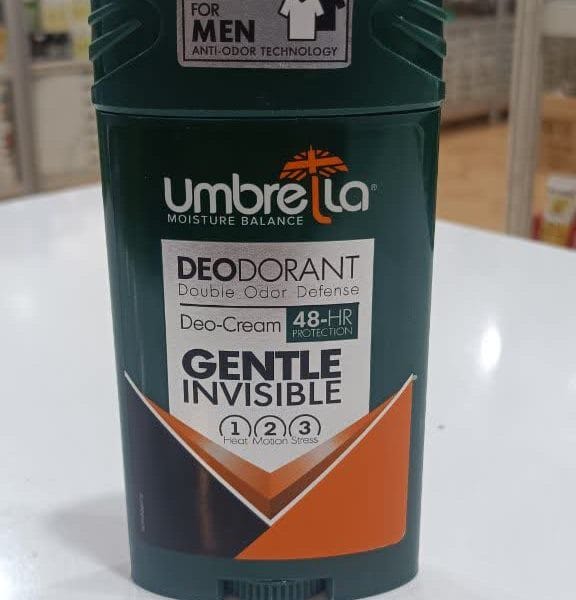 FOR
MEN
ANTI-ODOR TECHNOLOGY
umbrella®
MOISTURE BALANCE
DEODORANT
Double Odor Defense
Deo-Cream 48-HR
PROTECTION
GENTLE
INVISIBLE
1 2 3
Heat Motion Stress